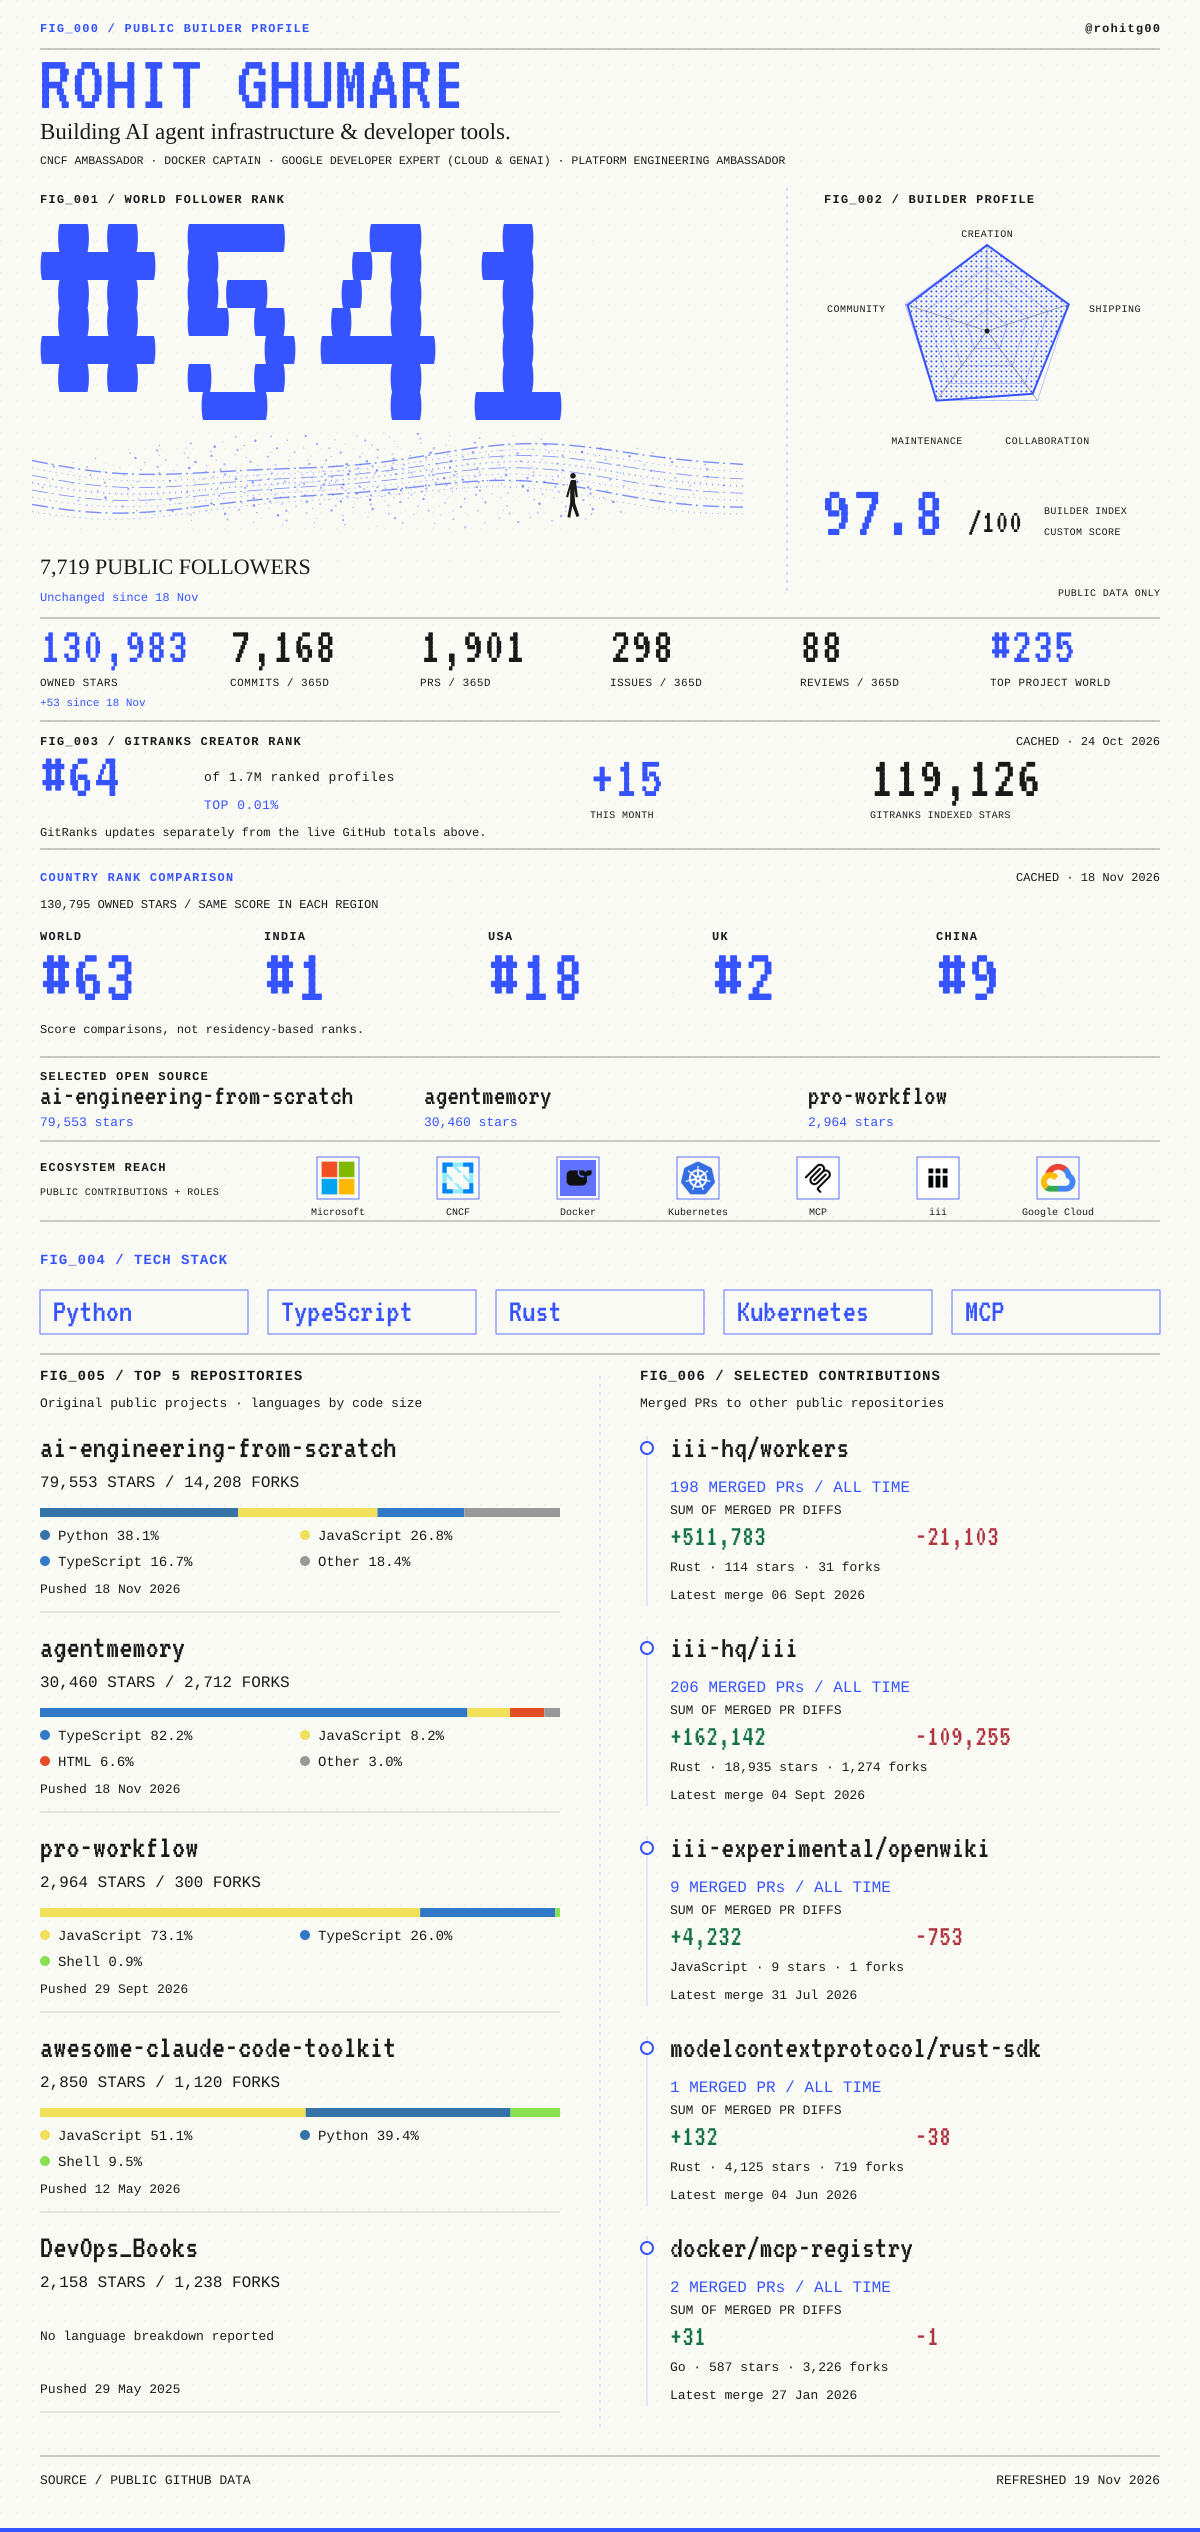 FIG_000 / PUBLIC BUILDER PROFILE
@rohitg00
ROHIT GHUMARE
Building AI agent infrastructure & developer tools.
CNCF AMBASSADOR · DOCKER CAPTAIN · GOOGLE DEVELOPER EXPERT (CLOUD & GENAI) · PLATFORM ENGINEERING AMBASSADOR
FIG_001 / WORLD FOLLOWER RANK
#541
7,719 PUBLIC FOLLOWERS
Unchanged since 18 Nov
FIG_002 / BUILDER PROFILE
CREATION
COMMUNITY
SHIPPING
MAINTENANCE
COLLABORATION
97.8 /100
BUILDER INDEX
CUSTOM SCORE
PUBLIC DATA ONLY
130,983
OWNED STARS
+53 since 18 Nov
7,168
COMMITS / 365D
1,901
PRS / 365D
298
ISSUES / 365D
88
REVIEWS / 365D
#235
TOP PROJECT WORLD
FIG_003 / GITRANKS CREATOR RANK
CACHED · 24 Oct 2026
#64
of 1.7M ranked profiles
TOP 0.01%
+15
THIS MONTH
119,126
GITRANKS INDEXED STARS
GitRanks updates separately from the live GitHub totals above.
COUNTRY RANK COMPARISON
CACHED · 18 Nov 2026
130,795 OWNED STARS / SAME SCORE IN EACH REGION
WORLD
#63
INDIA
#1
USA
#18
UK
#2
CHINA
#9
Score comparisons, not residency-based ranks.
SELECTED OPEN SOURCE
ai-engineering-from-scratch
79,553 stars
agentmemory
30,460 stars
pro-workflow
2,964 stars
ECOSYSTEM REACH
PUBLIC CONTRIBUTIONS + ROLES
Microsoft
CNCF
Docker
Kubernetes
MCP
iii
Google Cloud
FIG_004 / TECH STACK
Python
TypeScript
Rust
Kubernetes
MCP
FIG_005 / TOP 5 REPOSITORIES
Original public projects · languages by code size
ai-engineering-from-scratch
79,553 STARS / 14,208 FORKS
Python 38.1%
JavaScript 26.8%
TypeScript 16.7%
Other 18.4%
Pushed 18 Nov 2026
agentmemory
30,460 STARS / 2,712 FORKS
TypeScript 82.2%
JavaScript 8.2%
HTML 6.6%
Other 3.0%
Pushed 18 Nov 2026
pro-workflow
2,964 STARS / 300 FORKS
JavaScript 73.1%
TypeScript 26.0%
Shell 0.9%
Pushed 29 Sept 2026
awesome-claude-code-toolkit
2,850 STARS / 1,120 FORKS
JavaScript 51.1%
Python 39.4%
Shell 9.5%
Pushed 12 May 2026
DevOps_Books
2,158 STARS / 1,238 FORKS
No language breakdown reported
Pushed 29 May 2025
FIG_006 / SELECTED CONTRIBUTIONS
Merged PRs to other public repositories
iii-hq/workers
198 MERGED PRs / ALL TIME
SUM OF MERGED PR DIFFS
+511,783
-21,103
Rust · 114 stars · 31 forks
Latest merge 06 Sept 2026
iii-hq/iii
206 MERGED PRs / ALL TIME
SUM OF MERGED PR DIFFS
+162,142
-109,255
Rust · 18,935 stars · 1,274 forks
Latest merge 04 Sept 2026
iii-experimental/openwiki
9 MERGED PRs / ALL TIME
SUM OF MERGED PR DIFFS
+4,232
-753
JavaScript · 9 stars · 1 forks
Latest merge 31 Jul 2026
modelcontextprotocol/rust-sdk
1 MERGED PR / ALL TIME
SUM OF MERGED PR DIFFS
+132
-38
Rust · 4,125 stars · 719 forks
Latest merge 04 Jun 2026
docker/mcp-registry
2 MERGED PRs / ALL TIME
SUM OF MERGED PR DIFFS
+31
-1
Go · 587 stars · 3,226 forks
Latest merge 27 Jan 2026
SOURCE / PUBLIC GITHUB DATA
REFRESHED 19 Nov 2026